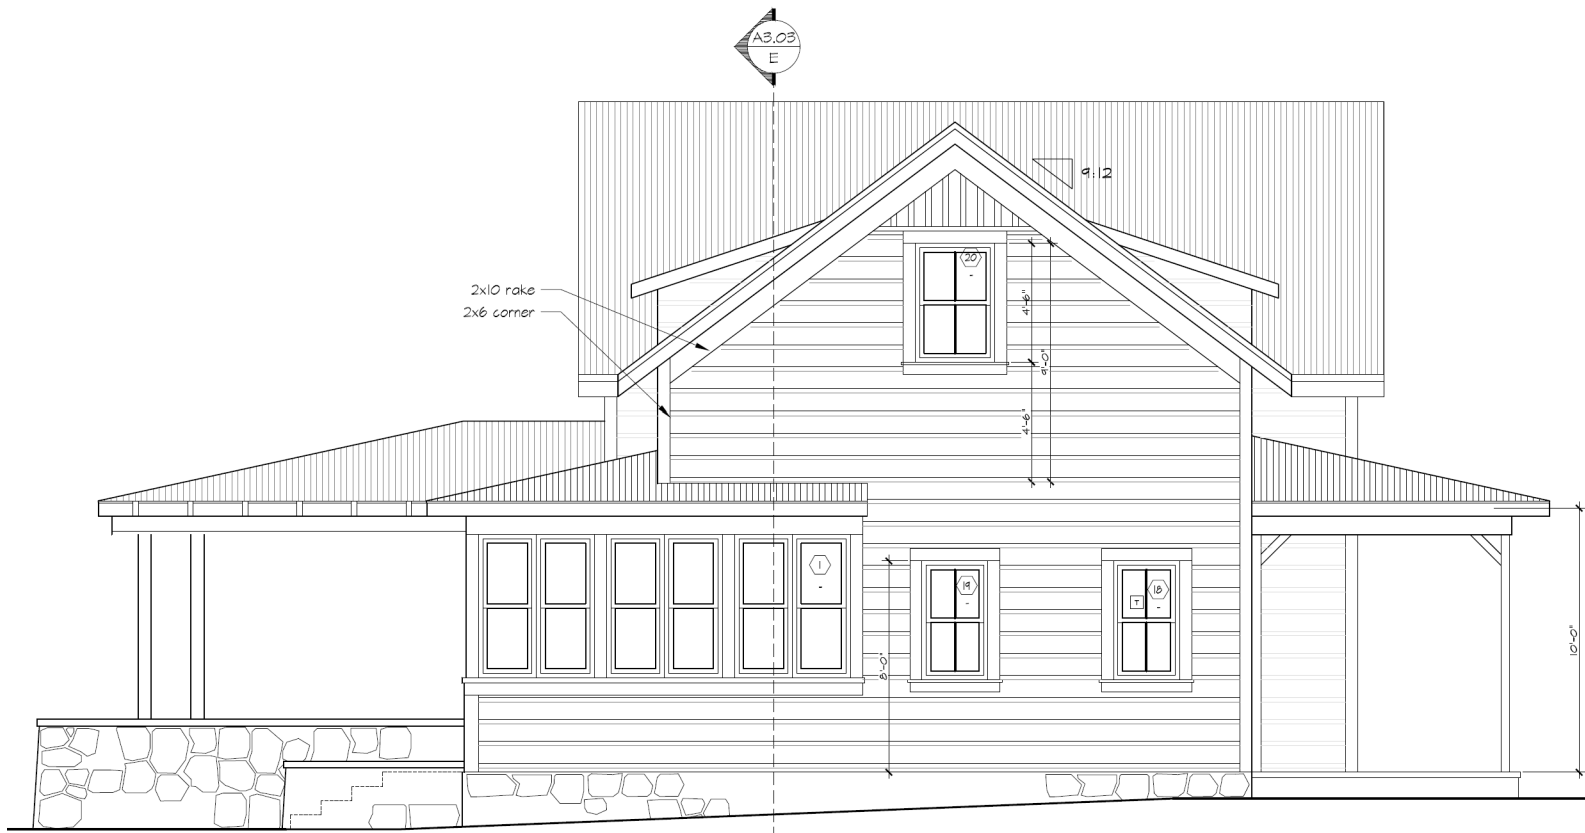 A3.03
E
9:12
20
-
2x10 rake
2x6 corner
4'-6"
9'-0"
4'-6"
1
-
19
-
18
-
T
8'-0"
10'-0"